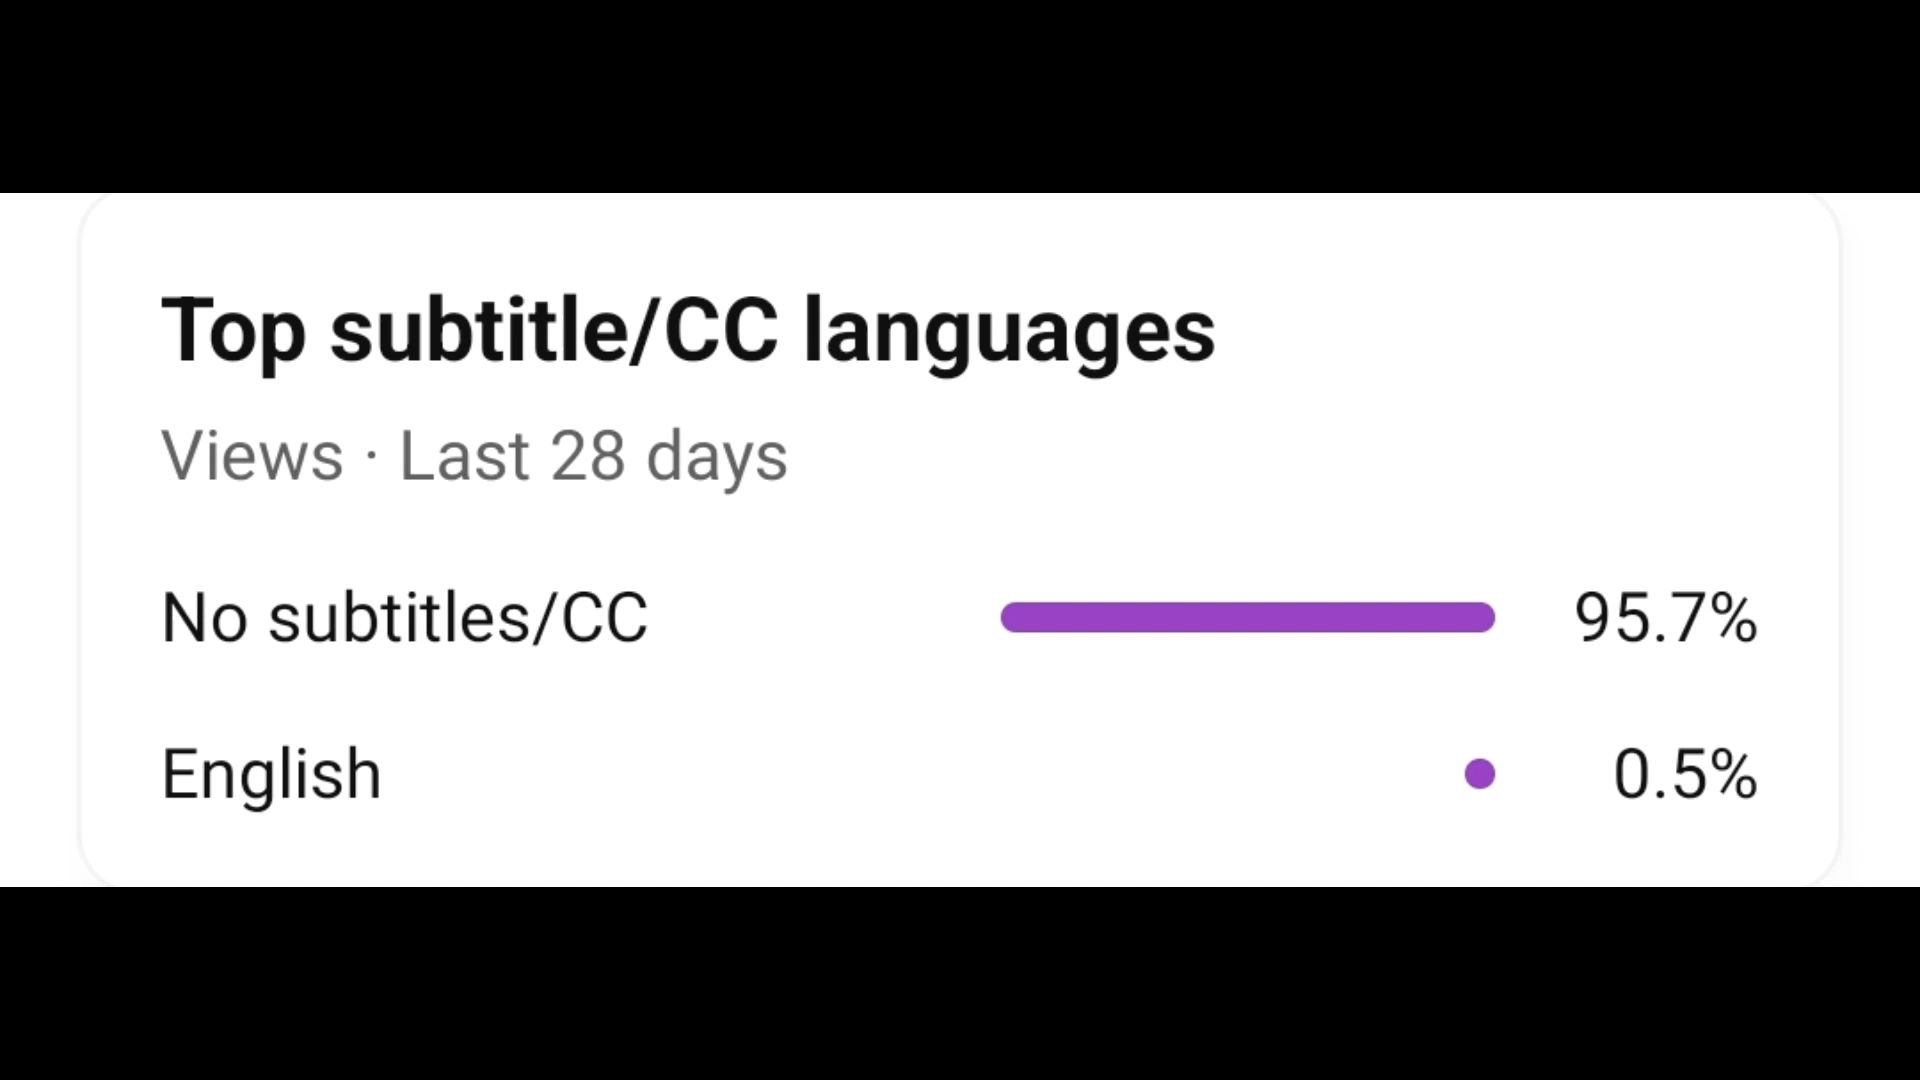 Top subtitle/CC languages
Views · Last 28 days
No subtitles/CC 95.7%
English 0.5%